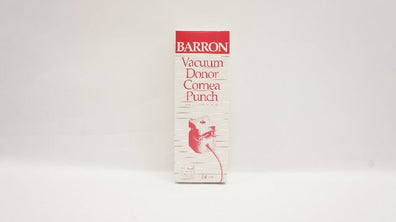 BARRON
Vacuum
Donor
Cornea
Punch